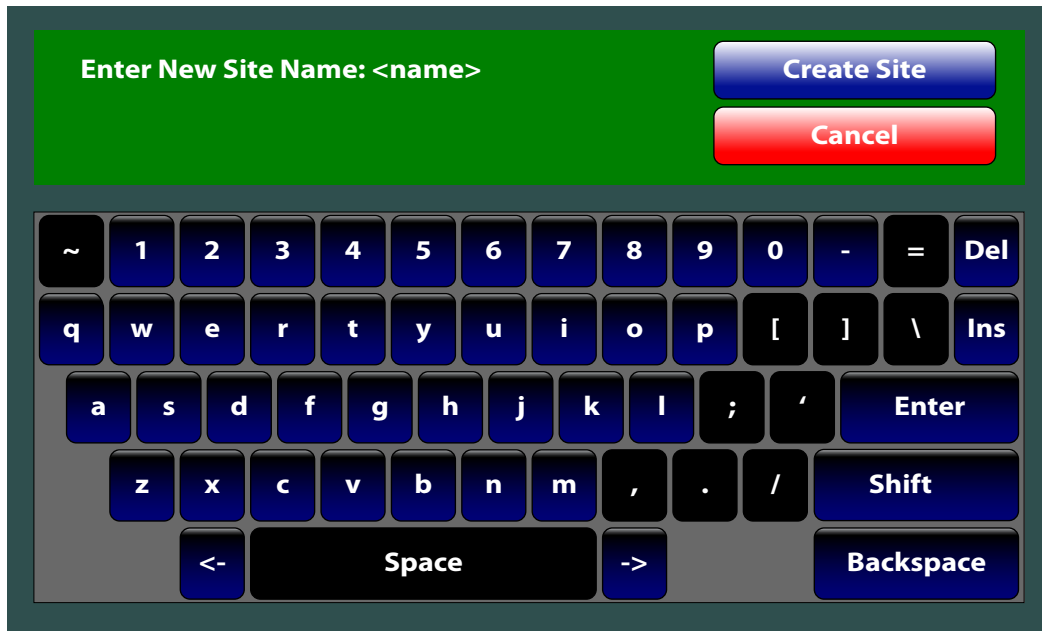 Enter New Site Name: <name>
Create Site
Cancel
~ 1 2 3 4 5 6 7 8 9 0 - = Del
q w e r t y u i o p [ ] \ Ins
a s d f g h j k l ; ‘ Enter
z x c v b n m , . / Shift
<- Space -> Backspace